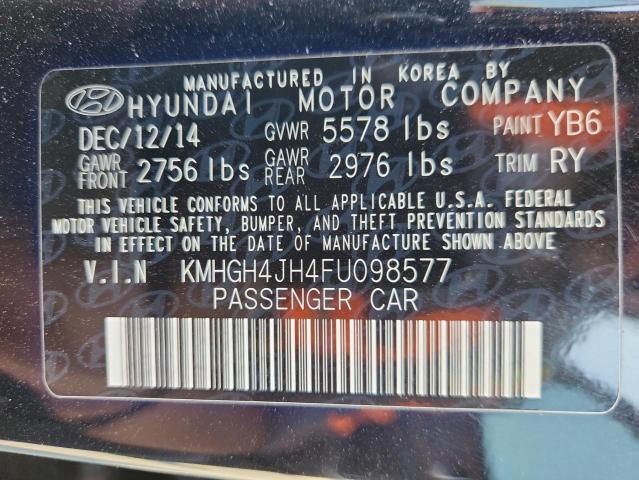 MANUFACTURED IN KOREA BY
HYUNDAI MOTOR COMPANY
DEC/12/14 GVWR 5578 lbs PAINT YB6
GAWR FRONT 2756 lbs GAWR REAR 2976 lbs TRIM RY
THIS VEHICLE CONFORMS TO ALL APPLICABLE U.S.A. FEDERAL
MOTOR VEHICLE SAFETY, BUMPER, AND THEFT PREVENTION STANDARDS
IN EFFECT ON THE DATE OF MANUFACTURE SHOWN ABOVE
V.I.N KMHGH4JH4FU098577
PASSENGER CAR